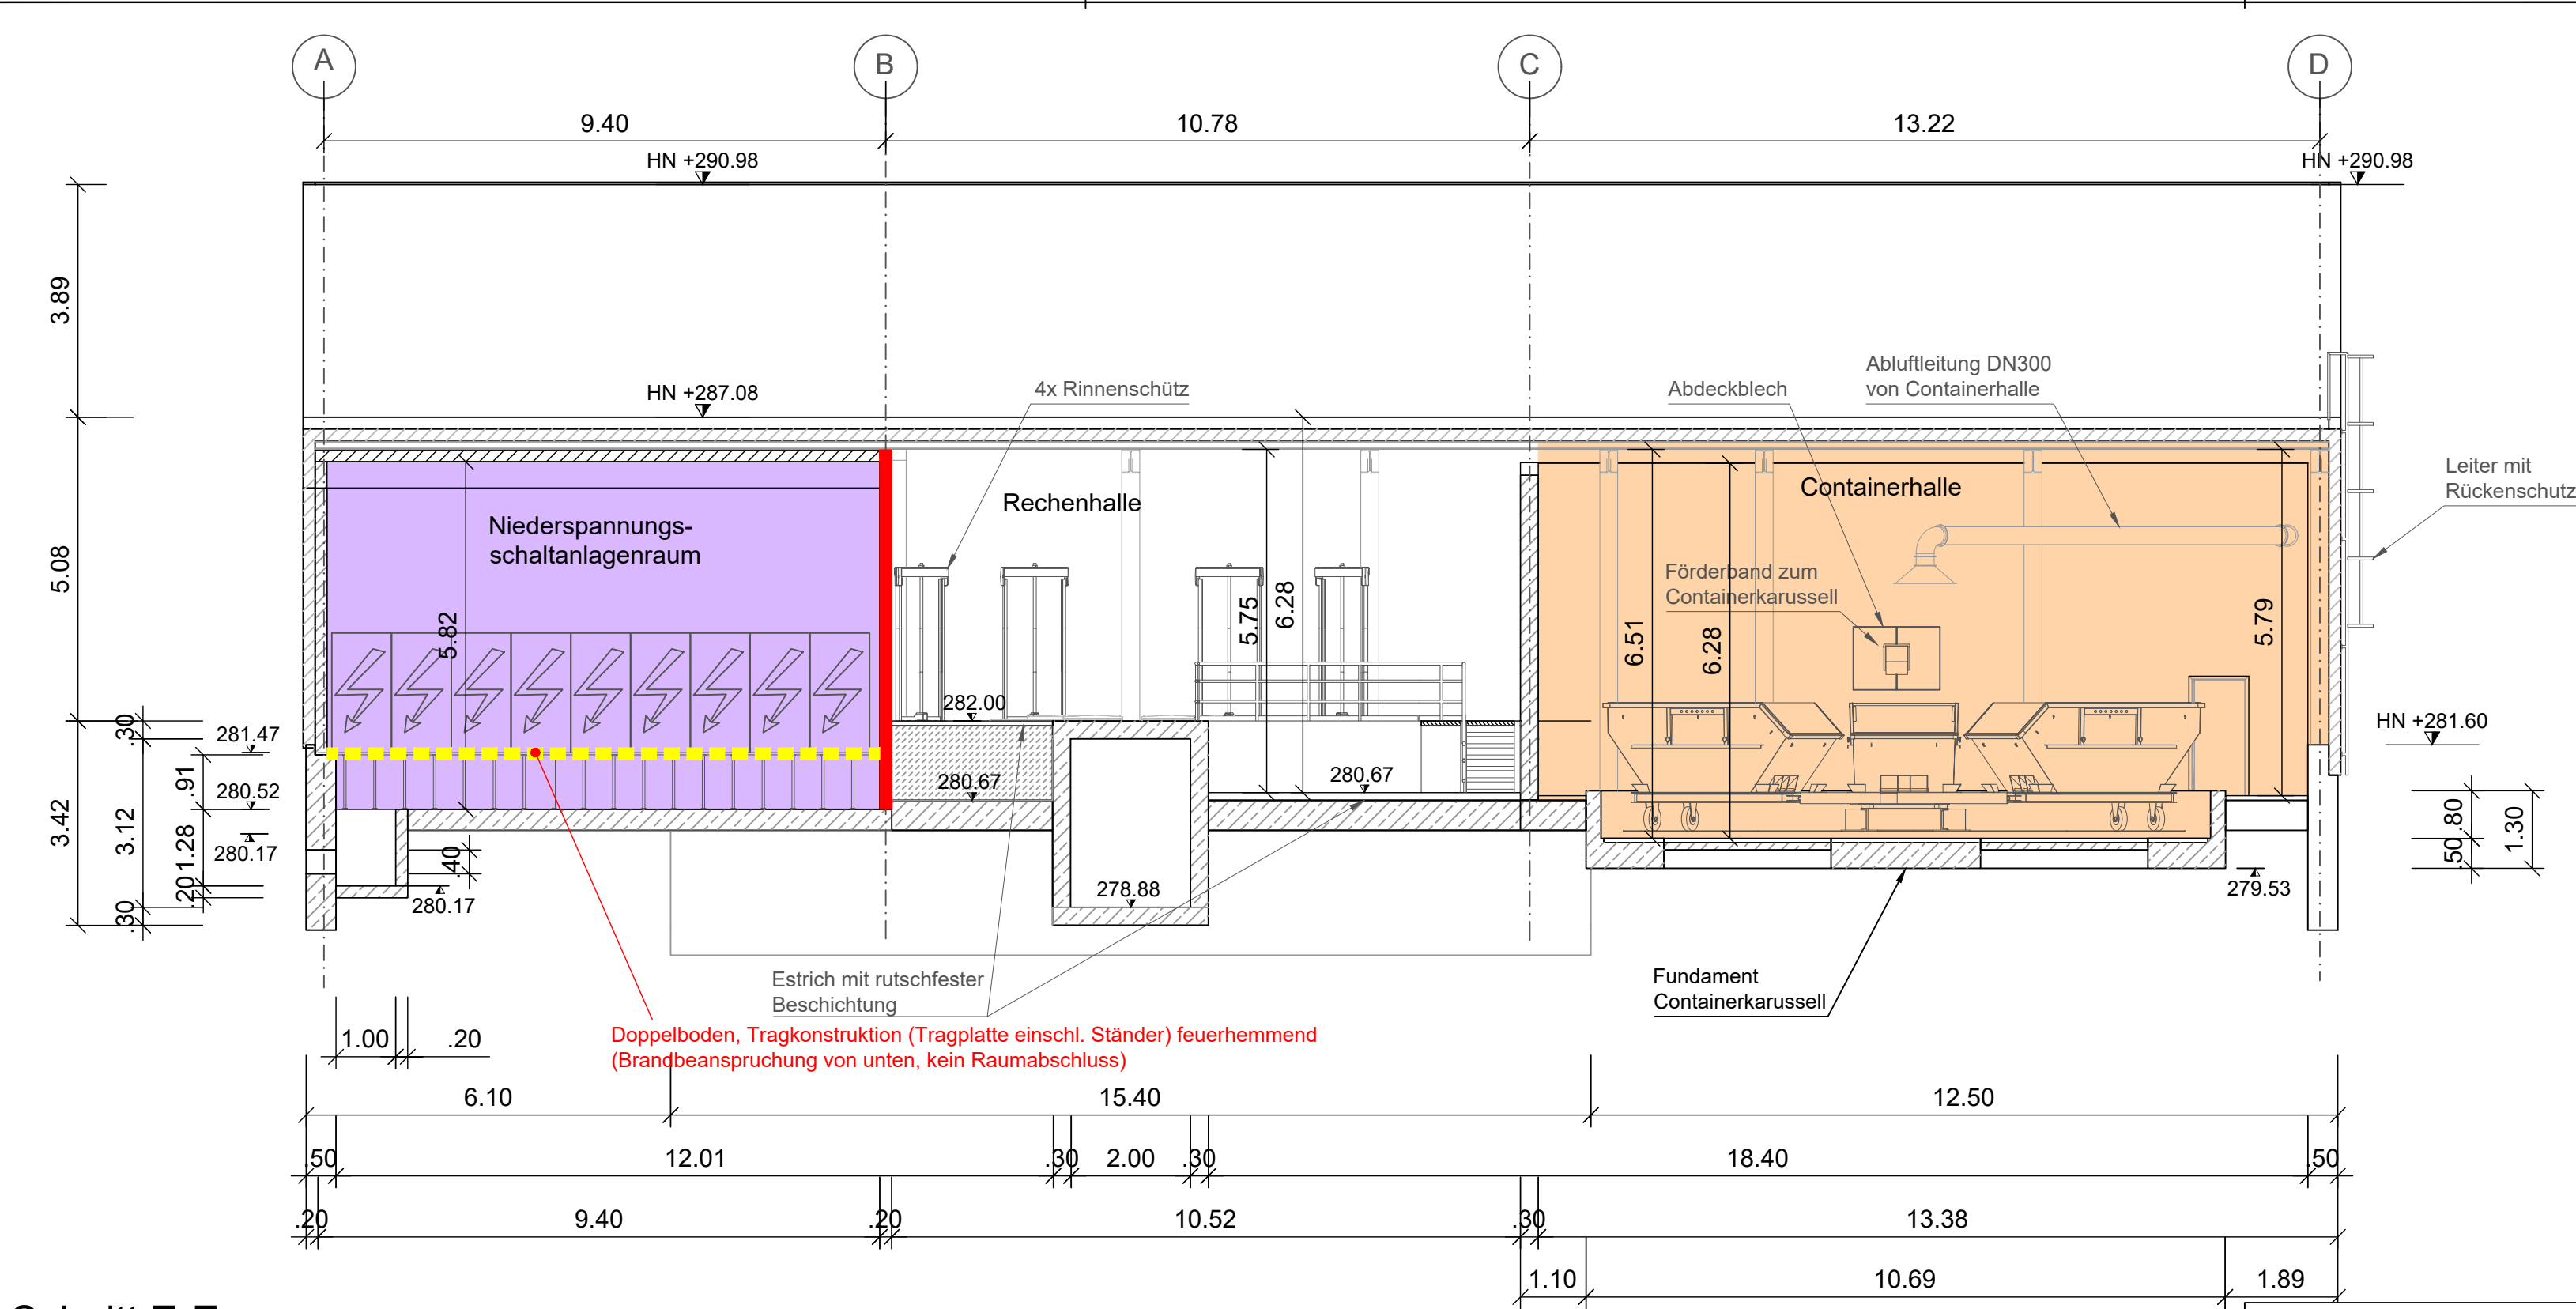 A
B
C
D
9.40
10.78
13.22
HN +290.98
HN +290.98
3.89
HN +287.08
4x Rinnenschütz
Abdeckblech
Abluftleitung DN300
von Containerhalle
Leiter mit
Rückenschutz
Rechenhalle
Containerhalle
Niederspannungs-
schaltanlagenraum
5.08
5.82
5.75
6.28
Förderband zum
Containerkarussell
6.51
6.28
5.79
282.00
HN +281.60
.30
281.47
.91
280.52
280.67
280.67
3.42
3.12
1.28
280.17
.40
.20
280.17
.30
278.88
279.53
.80
.50
1.30
Estrich mit rutschfester
Beschichtung
Fundament
Containerkarussell
Doppelboden, Tragkonstruktion (Tragplatte einschl. Ständer) feuerhemmend
(Brandbeanspruchung von unten, kein Raumabschluss)
1.00
.20
6.10
15.40
12.50
.50
12.01
.30
2.00
.30
18.40
.50
.20
9.40
.20
10.52
.30
13.38
1.10
10.69
1.89